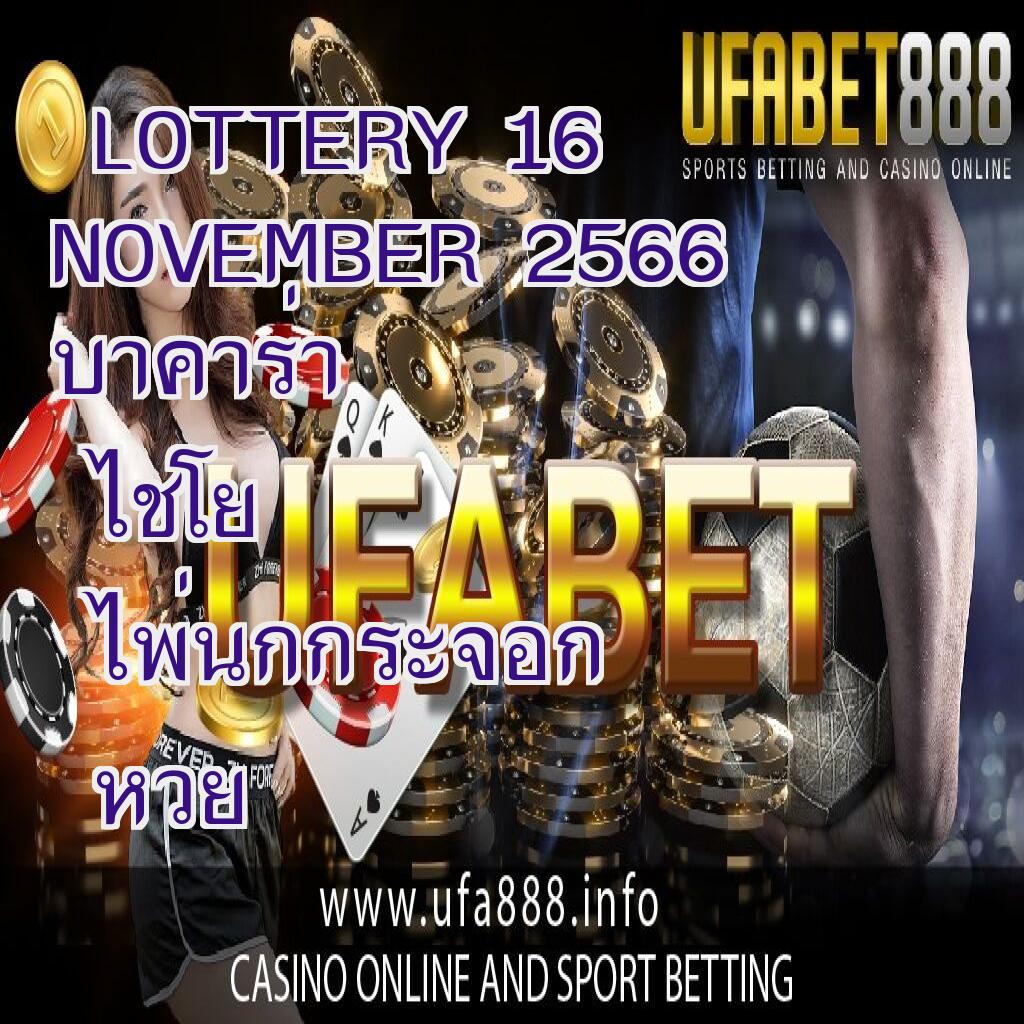 UFABET888
SPORTS BETTING AND CASINO ONLINE
LOTTERY 16
NOVEMBER 2566
บาคาร่า
ไชโย
ไพ่นกกระจอก
หวย
Q K
UFABET
A
www.ufa888.info
CASINO ONLINE AND SPORT BETTING